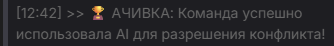 [12:42] >> 🏆 АЧИВКА: Команда успешно
использовала AI для разрешения конфликта!